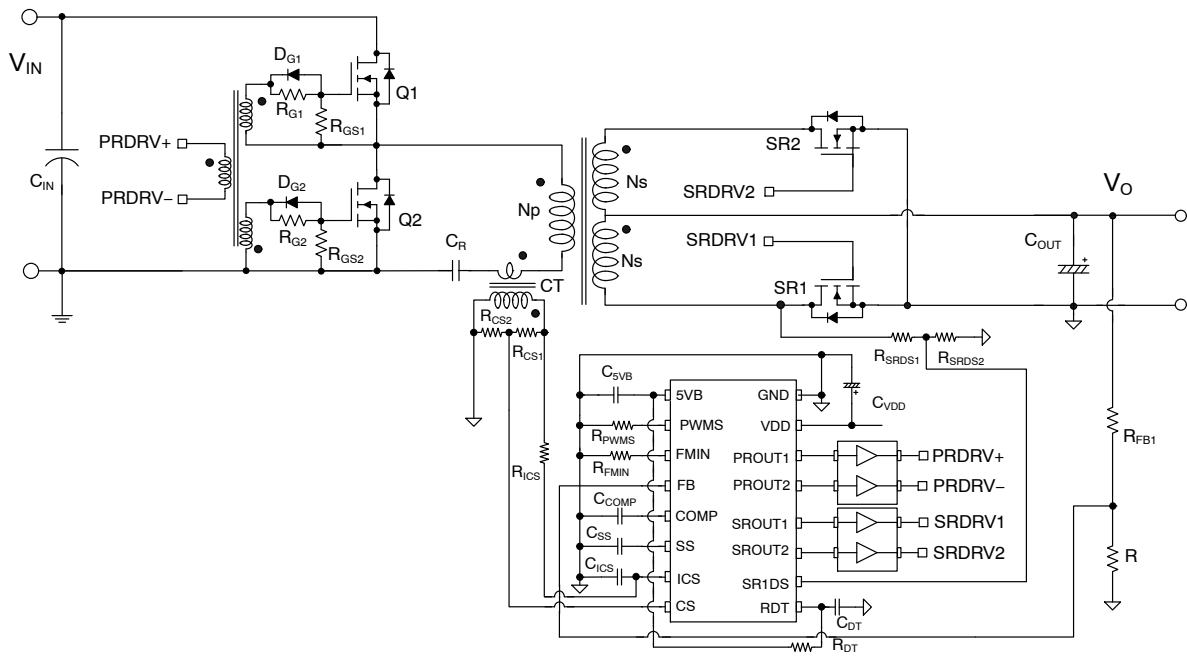 VIN
CIN
PRDRV+
PRDRV−
DG1
RG1
RGS1
Q1
DG2
RG2
RGS2
Q2
CR
CT
Np
Ns
Ns
SR2
SRDRV2
SRDRV1
SR1
VO
COUT
+
RCS2
RCS1
RICS
RSRDS1
RSRDS2
C5VB
RPWMS
RFMIN
CCOMP
CSS
CICS
5VB
PWMS
FMIN
FB
COMP
SS
ICS
CS
GND
VDD
PROUT1
PROUT2
SROUT1
SROUT2
SR1DS
RDT
+
CVDD
PRDRV+
PRDRV−
SRDRV1
SRDRV2
CDT
RDT
RFB1
R